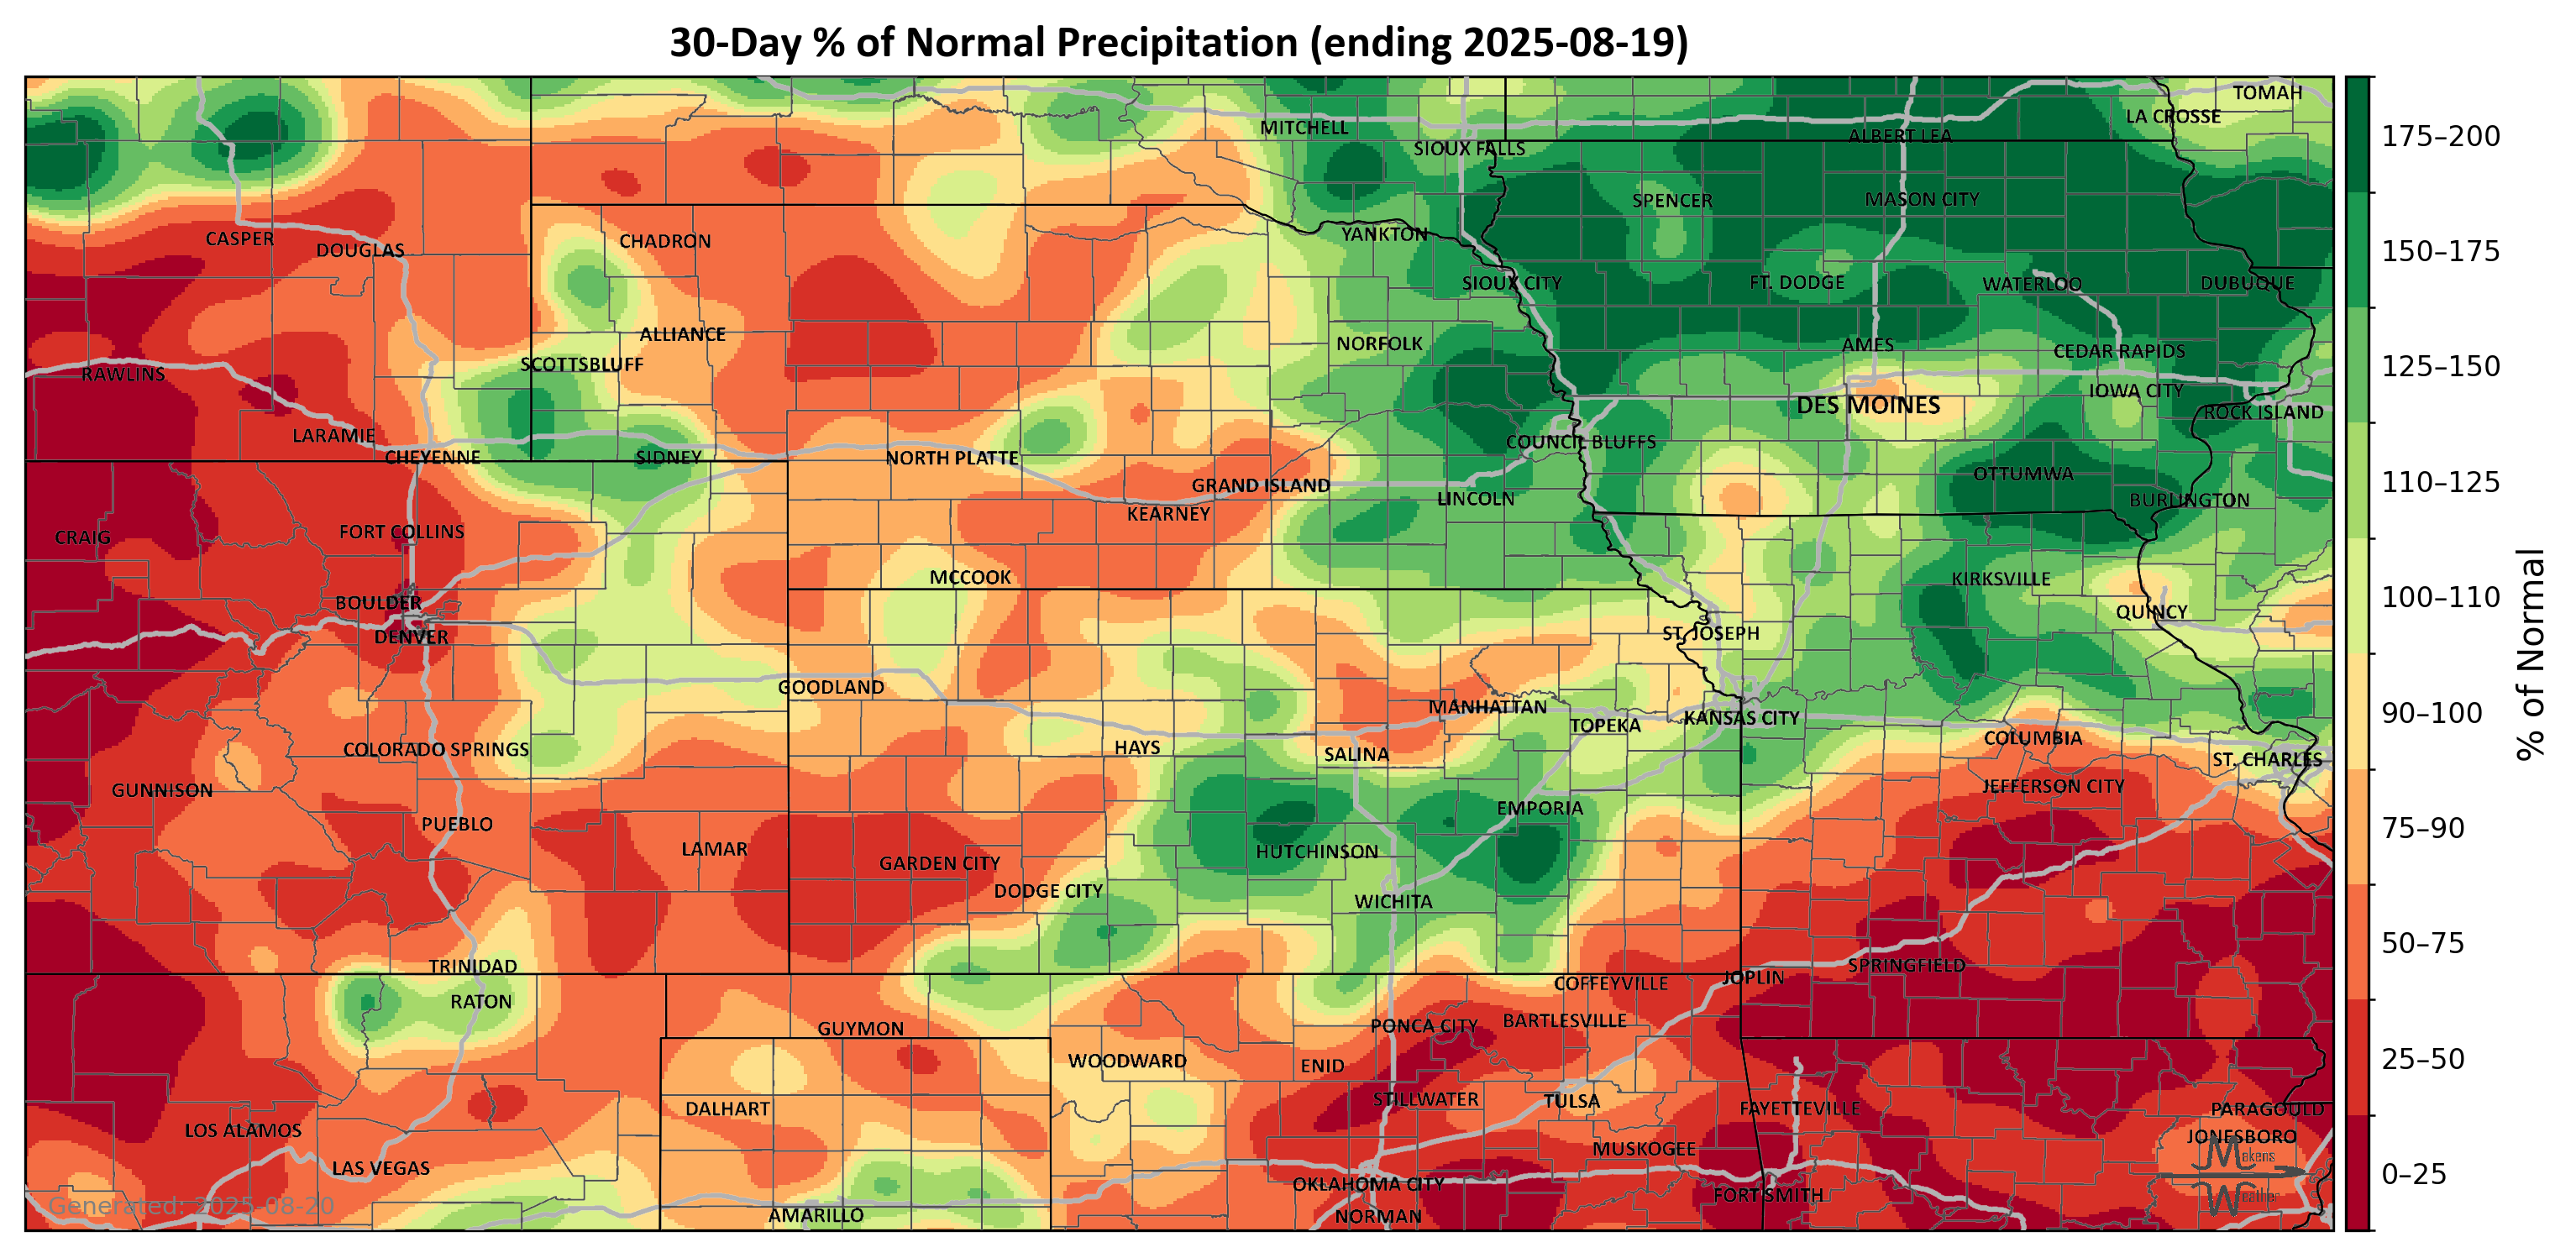 30-Day % of Normal Precipitation (ending 2025-08-19)
TOMAH
LA CROSSE
MITCHELL
ALBERT LEA
SIOUX FALLS
SPENCER
MASON CITY
YANKTON
CASPER
CHADRON
DOUGLAS
SIOUX CITY
FT. DODGE
WATERLOO
DUBUQUE
ALLIANCE
NORFOLK
AMES
CEDAR RAPIDS
SCOTTSBLUFF
RAWLINS
IOWA CITY
DES MOINES
ROCK ISLAND
LARAMIE
COUNCIL BLUFFS
CHEYENNE
SIDNEY
NORTH PLATTE
OTTUMWA
GRAND ISLAND
LINCOLN
BURLINGTON
KEARNEY
FORT COLLINS
CRAIG
MCCOOK
KIRKSVILLE
BOULDER
QUINCY
DENVER
ST. JOSEPH
GOODLAND
MANHATTAN
KANSAS CITY
TOPEKA
COLUMBIA
COLORADO SPRINGS
HAYS
SALINA
ST. CHARLES
GUNNISON
JEFFERSON CITY
EMPORIA
PUEBLO
LAMAR
HUTCHINSON
GARDEN CITY
DODGE CITY
WICHITA
TRINIDAD
SPRINGFIELD
JOPLIN
COFFEYVILLE
RATON
BARTLESVILLE
PONCA CITY
GUYMON
WOODWARD
ENID
STILLWATER
TULSA
DALHART
FAYETTEVILLE
PARAGOULD
LOS ALAMOS
JONESBORO
MUSKOGEE
LAS VEGAS
OKLAHOMA CITY
FORT SMITH
AMARILLO
NORMAN
Generated: 2025-08-20
Makens
Weather
175–200
150–175
125–150
110–125
100–110
90–100
75–90
50–75
25–50
0–25
% of Normal